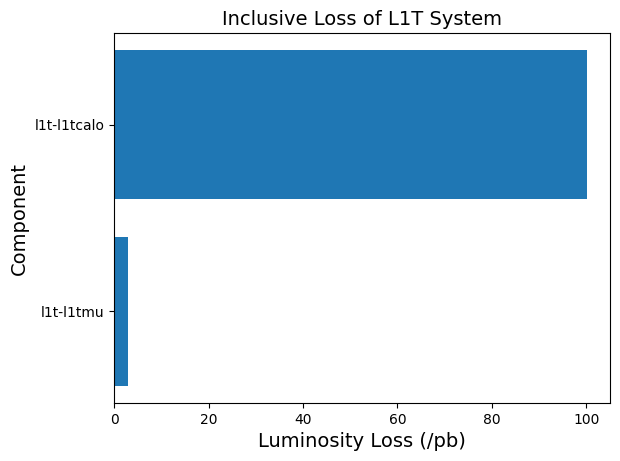 Inclusive Loss of L1T System
Component
l1t-l1tcalo
l1t-l1tmu
0 20 40 60 80 100
Luminosity Loss (/pb)